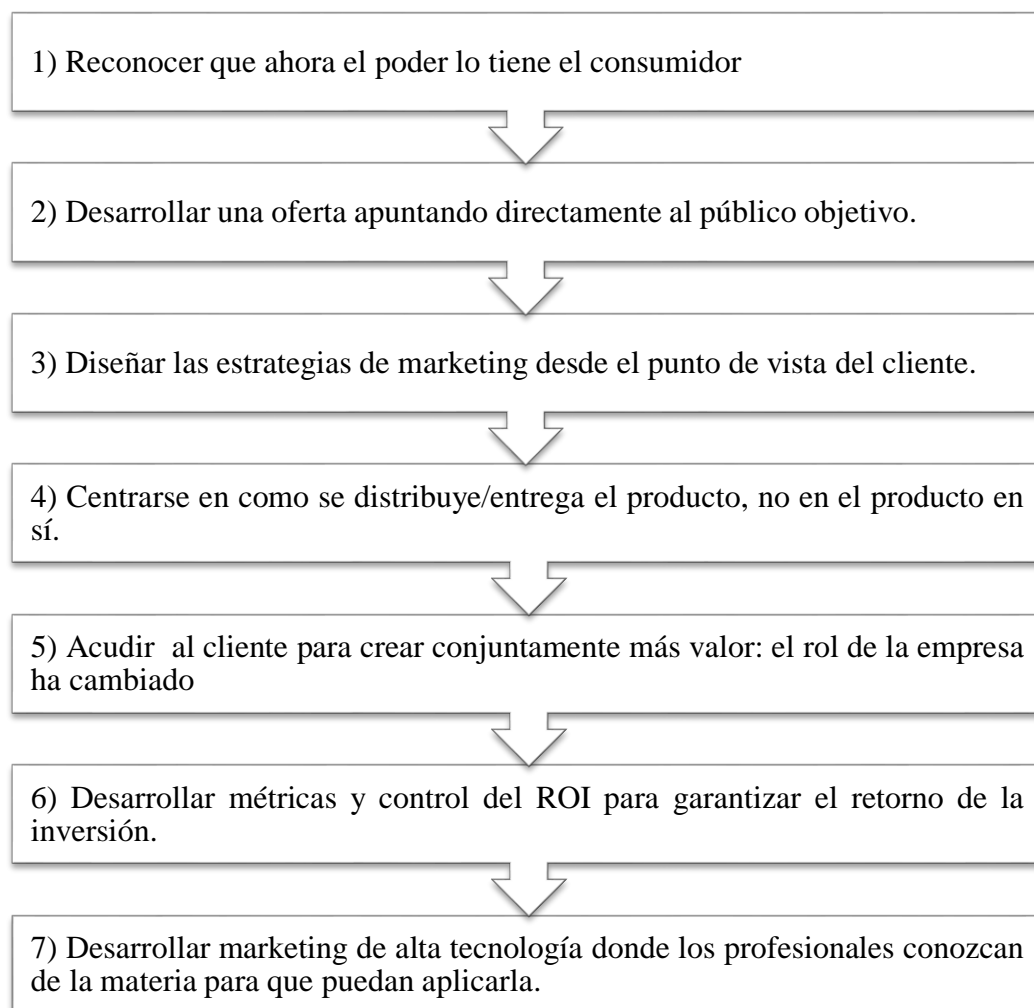 1) Reconocer que ahora el poder lo tiene el consumidor
2) Desarrollar una oferta apuntando directamente al público objetivo.
3) Diseñar las estrategias de marketing desde el punto de vista del cliente.
4) Centrarse en como se distribuye/entrega el producto, no en el producto en
sí.
5) Acudir  al cliente para crear conjuntamente más valor: el rol de la empresa
ha cambiado
6) Desarrollar métricas y control del ROI para garantizar el retorno de la
inversión.
7) Desarrollar marketing de alta tecnología donde los profesionales conozcan
de la materia para que puedan aplicarla.